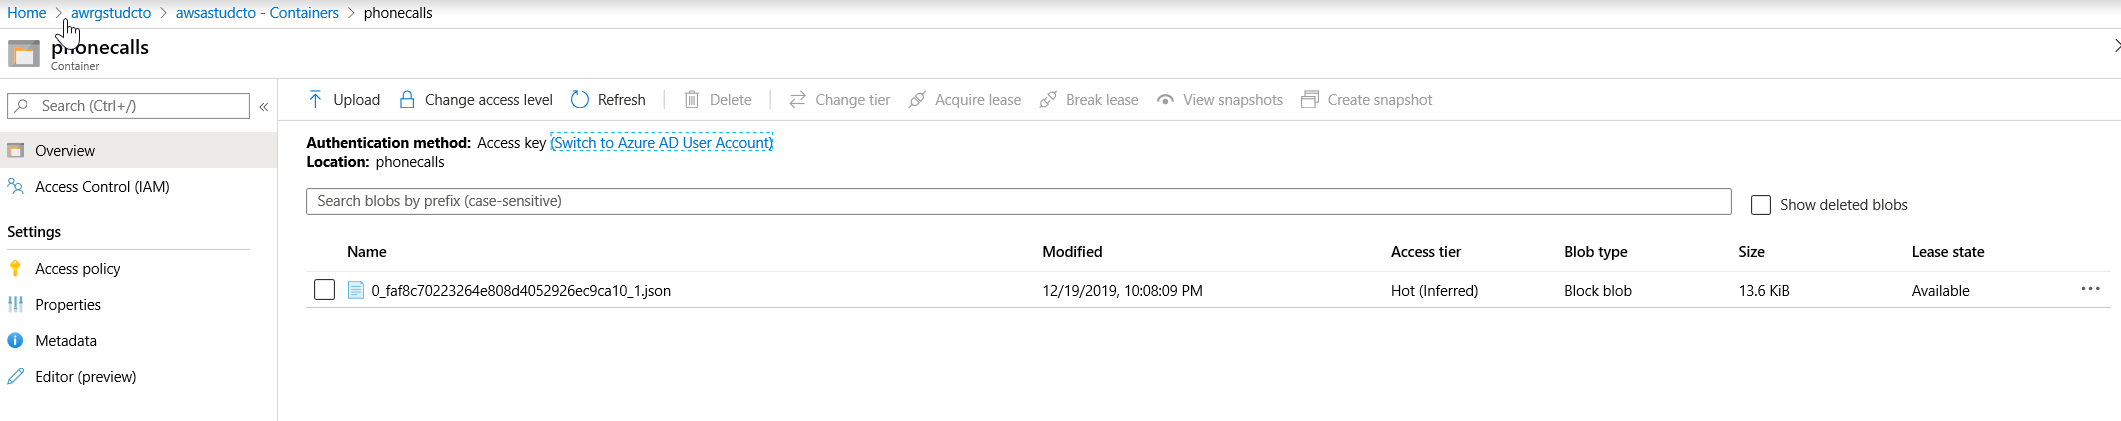 Home > awrgstudcto > awsastudcto - Containers > phonecalls
phonecalls
Container
Search (Ctrl+/) «
Overview
Access Control (IAM)
Settings
Access policy
Properties
Metadata
Editor (preview)
Upload Change access level Refresh Delete Change tier Acquire lease Break lease View snapshots Create snapshot
Authentication method: Access key (Switch to Azure AD User Account)
Location: phonecalls
Search blobs by prefix (case-sensitive) Show deleted blobs
Name Modified Access tier Blob type Size Lease state
0_faf8c70223264e808d4052926ec9ca10_1.json 12/19/2019, 10:08:09 PM Hot (Inferred) Block blob 13.6 KiB Available ...